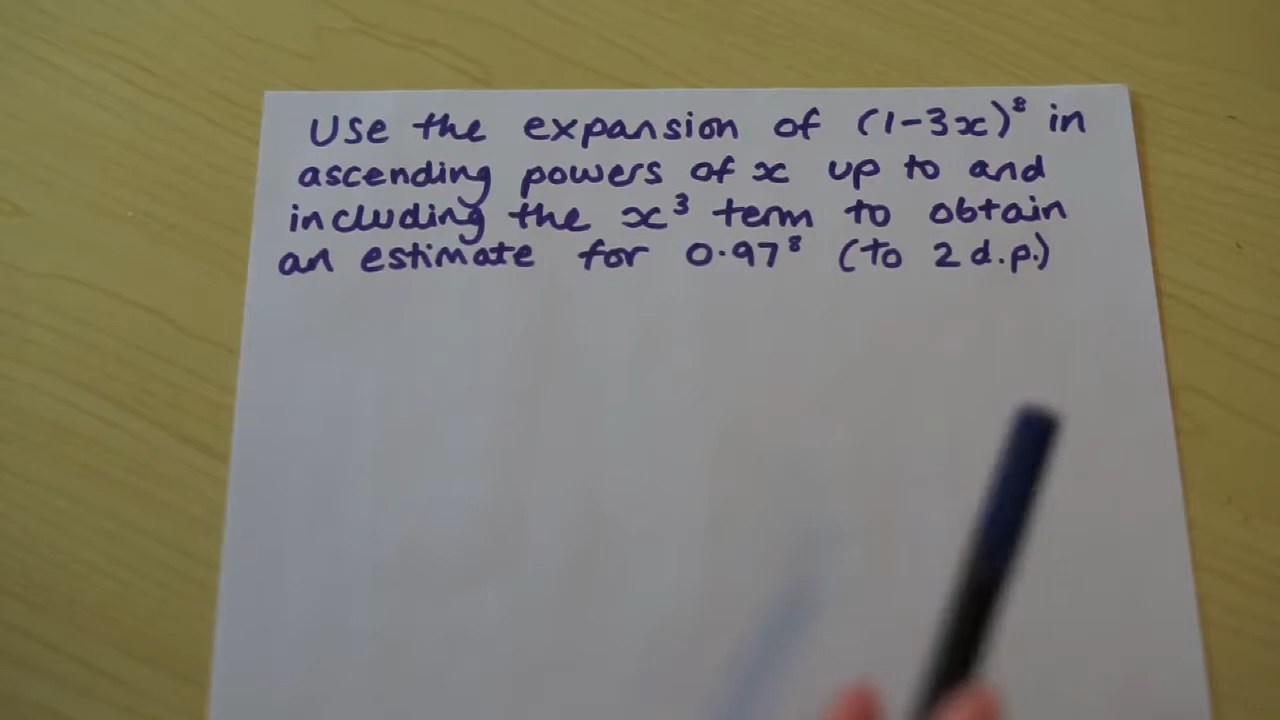 Use the expansion of (1-3x)⁸ in
ascending powers of x up to and
including the x³ term to obtain
an estimate for 0.97⁸ (to 2 d.p.)